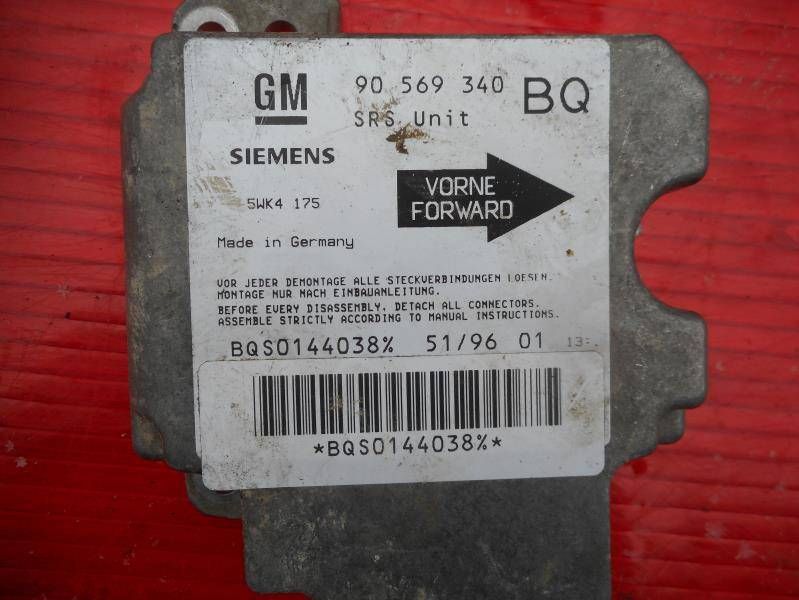 GM 90 569 340 BQ
SRS Unit
SIEMENS
5WK4 175
VORNE
FORWARD
Made in Germany
VOR JEDER DEMONTAGE ALLE STECKVERBINDUNGEN LOESEN.
MONTAGE NUR NACH EINBAUANLEITUNG.
BEFORE EVERY DISASSEMBLY, DETACH ALL CONNECTORS.
ASSEMBLE STRICTLY ACCORDING TO MANUAL INSTRUCTIONS.
BQS0144038% 51/96 01
*BQS0144038%*